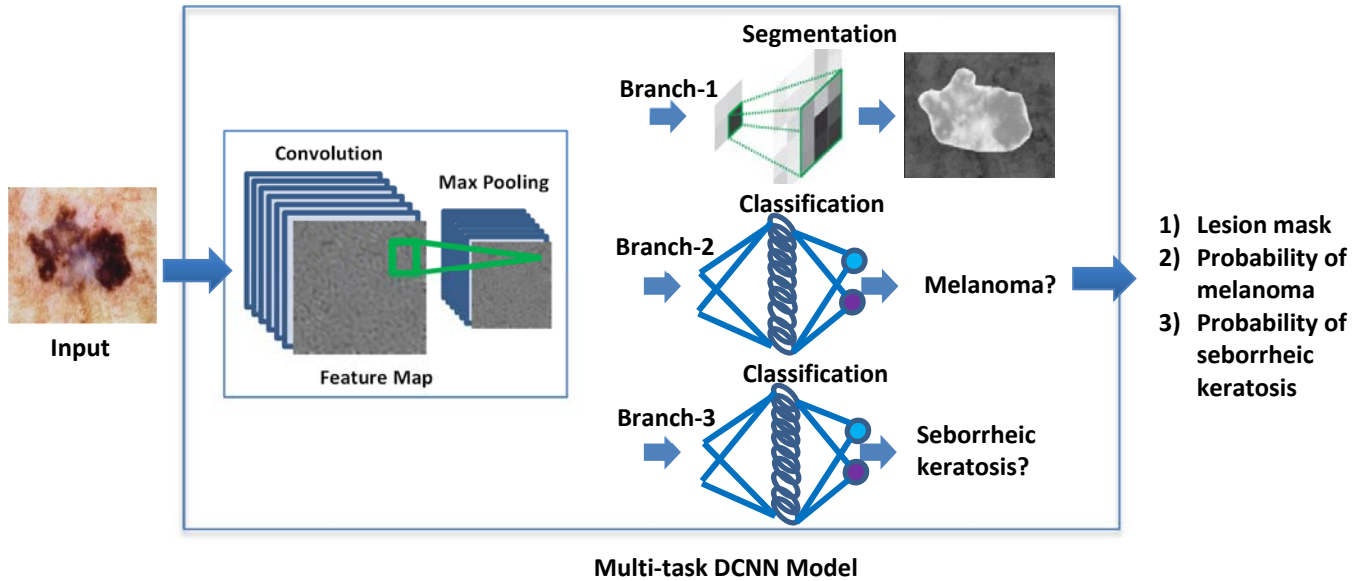 Input
Convolution
Max Pooling
Feature Map
Segmentation
Branch-1
Classification
Branch-2
Melanoma?
Classification
Branch-3
Seborrheic
keratosis?
1) Lesion mask
2) Probability of
melanoma
3) Probability of
seborrheic
keratosis
Multi-task DCNN Model